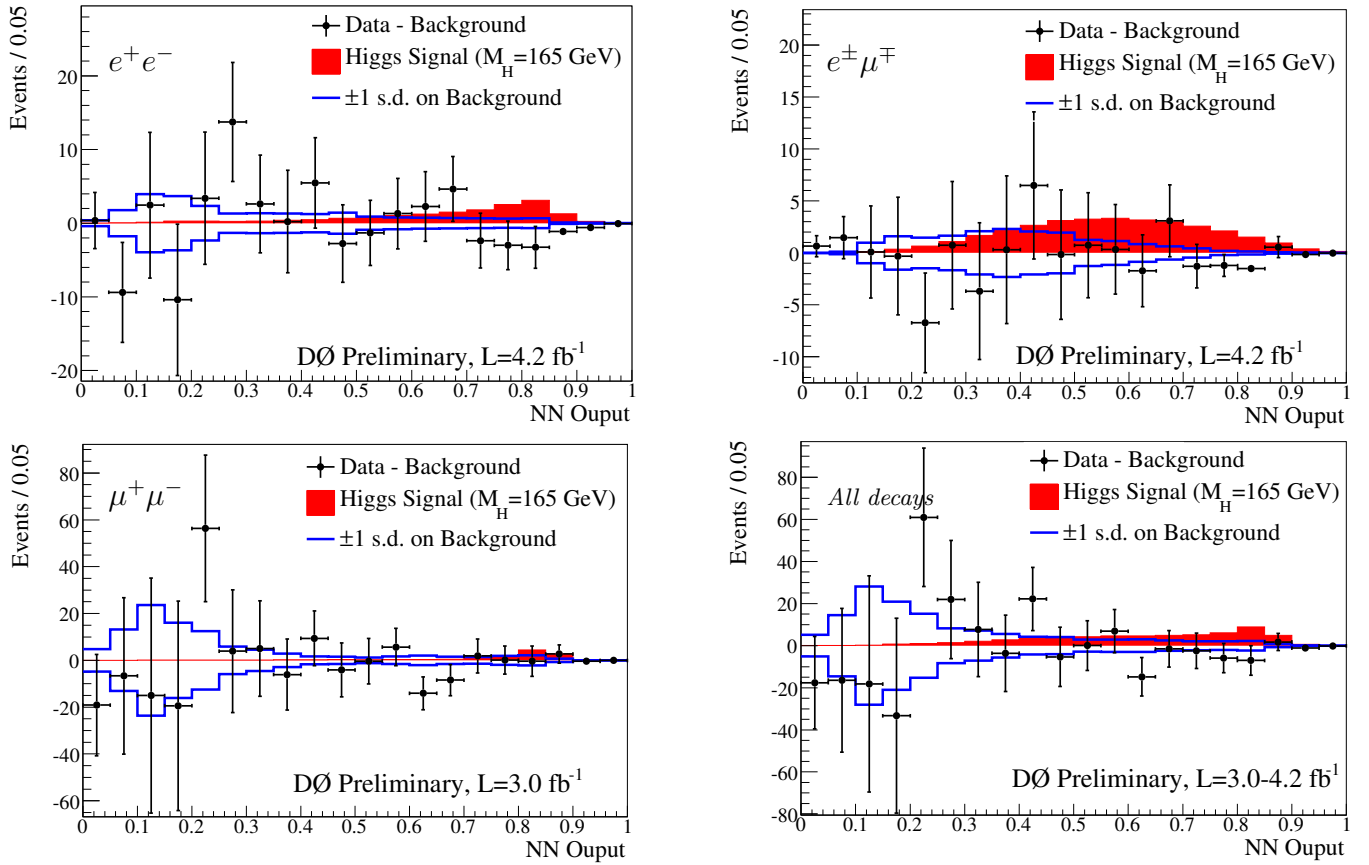 Events / 0.05
e⁺e⁻
Data - Background
Higgs Signal (M_H=165 GeV)
±1 s.d. on Background
20
10
0
-10
-20
DØ Preliminary, L=4.2 fb⁻¹
0 0.1 0.2 0.3 0.4 0.5 0.6 0.7 0.8 0.9 1
NN Ouput
Events / 0.05
e±μ∓
Data - Background
Higgs Signal (M_H=165 GeV)
±1 s.d. on Background
20
15
10
5
0
-5
-10
DØ Preliminary, L=4.2 fb⁻¹
0 0.1 0.2 0.3 0.4 0.5 0.6 0.7 0.8 0.9 1
NN Ouput
Events / 0.05
μ⁺μ⁻
Data - Background
Higgs Signal (M_H=165 GeV)
±1 s.d. on Background
80
60
40
20
0
-20
-40
-60
DØ Preliminary, L=3.0 fb⁻¹
0 0.1 0.2 0.3 0.4 0.5 0.6 0.7 0.8 0.9 1
NN Ouput
Events / 0.05
All decays
Data - Background
Higgs Signal (M_H=165 GeV)
±1 s.d. on Background
80
60
40
20
0
-20
-40
-60
-80
DØ Preliminary, L=3.0-4.2 fb⁻¹
0 0.1 0.2 0.3 0.4 0.5 0.6 0.7 0.8 0.9 1
NN Ouput